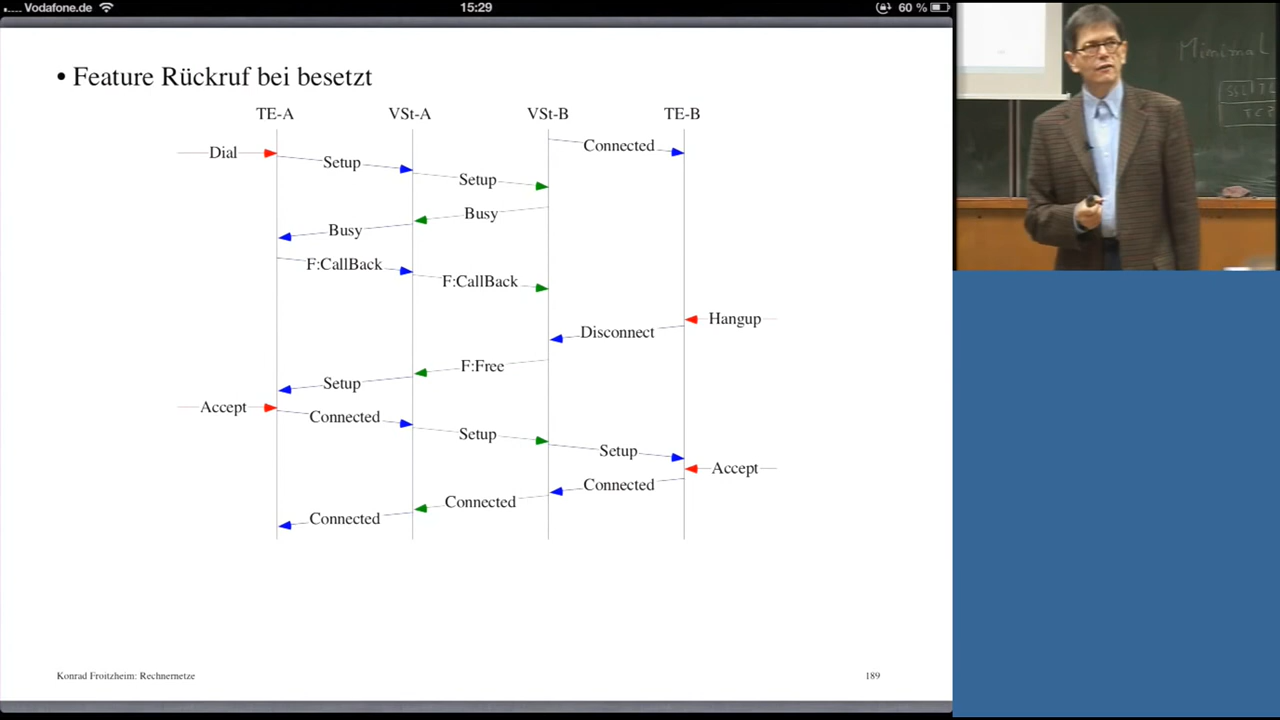 Vodafone.de 15:29 60 %
• Feature Rückruf bei besetzt
TE-A VSt-A VSt-B TE-B
Connected
Dial
Setup
Setup
Busy
Busy
F:CallBack
F:CallBack
Hangup
Disconnect
F:Free
Setup
Accept
Connected
Setup
Setup
Accept
Connected
Connected
Connected
Konrad Froitzheim: Rechnernetze 189
Minimal